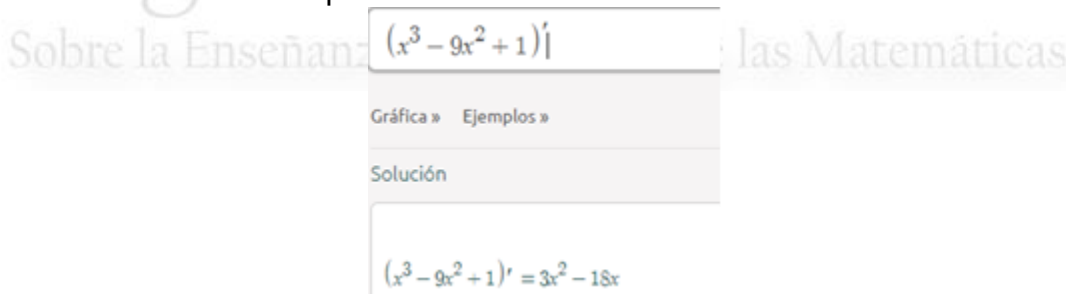 (x³ – 9x² + 1)′
Sobre la Enseñanz las Matemáticas
Gráfica » Ejemplos »
Solución
(x³ – 9x² + 1)′ = 3x² – 18x